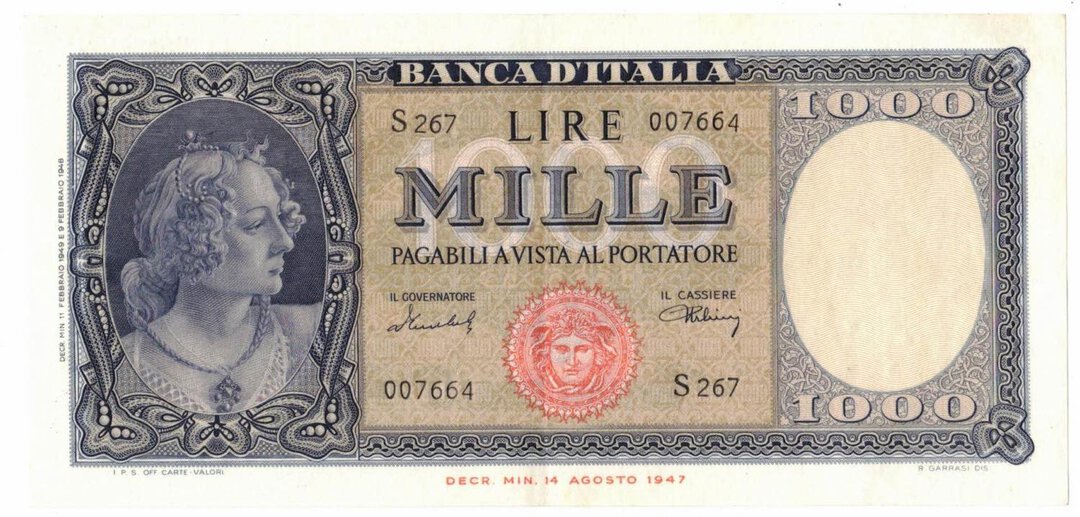 BANCA D'ITALIA
1000
S 267 LIRE 007664
1000
MILLE
PAGABILI A VISTA AL PORTATORE
IL GOVERNATORE
IL CASSIERE
007664
S 267
1000
DECR. MIN. 11 FEBBRAIO 1949 E 9 FEBBRAIO 1948
I. P. S. OFF. CARTE-VALORI
R. GARRASI DIS.
DECR. MIN. 14 AGOSTO 1947